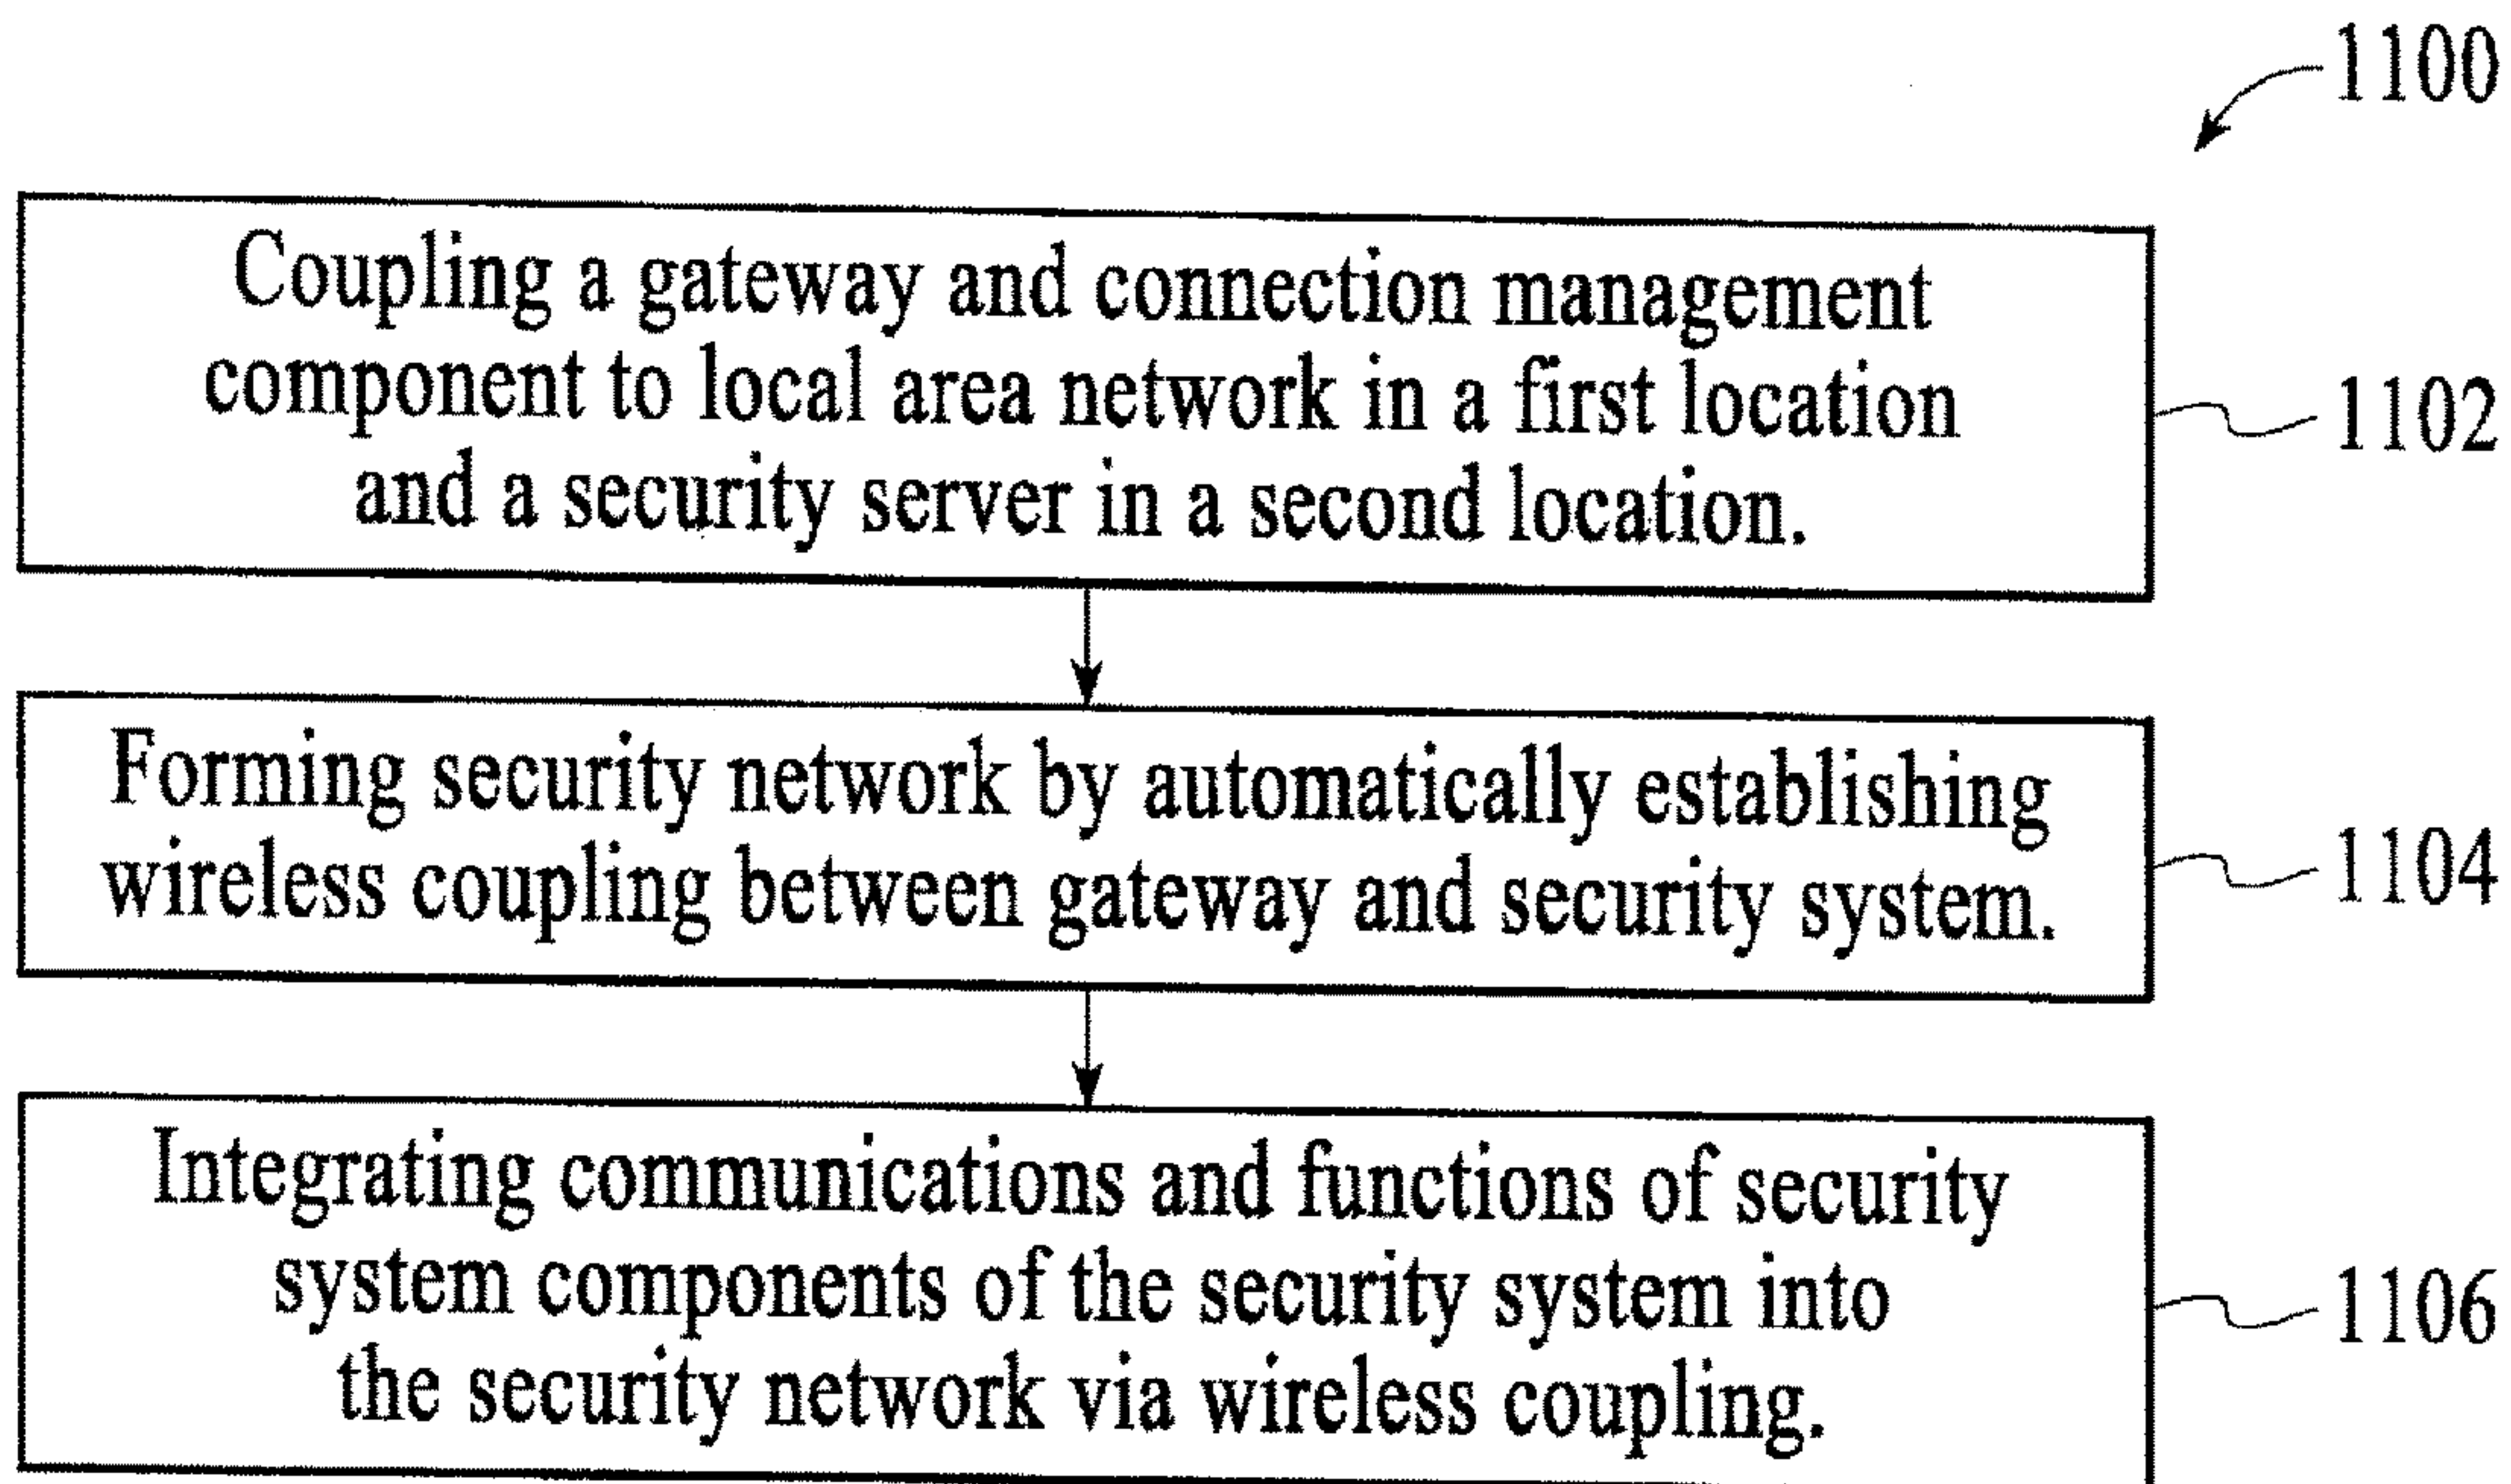 1100
Coupling a gateway and connection management
component to local area network in a first location
and a security server in a second location.
1102
Forming security network by automatically establishing
wireless coupling between gateway and security system.
1104
Integrating communications and functions of security
system components of the security system into
the security network via wireless coupling.
1106